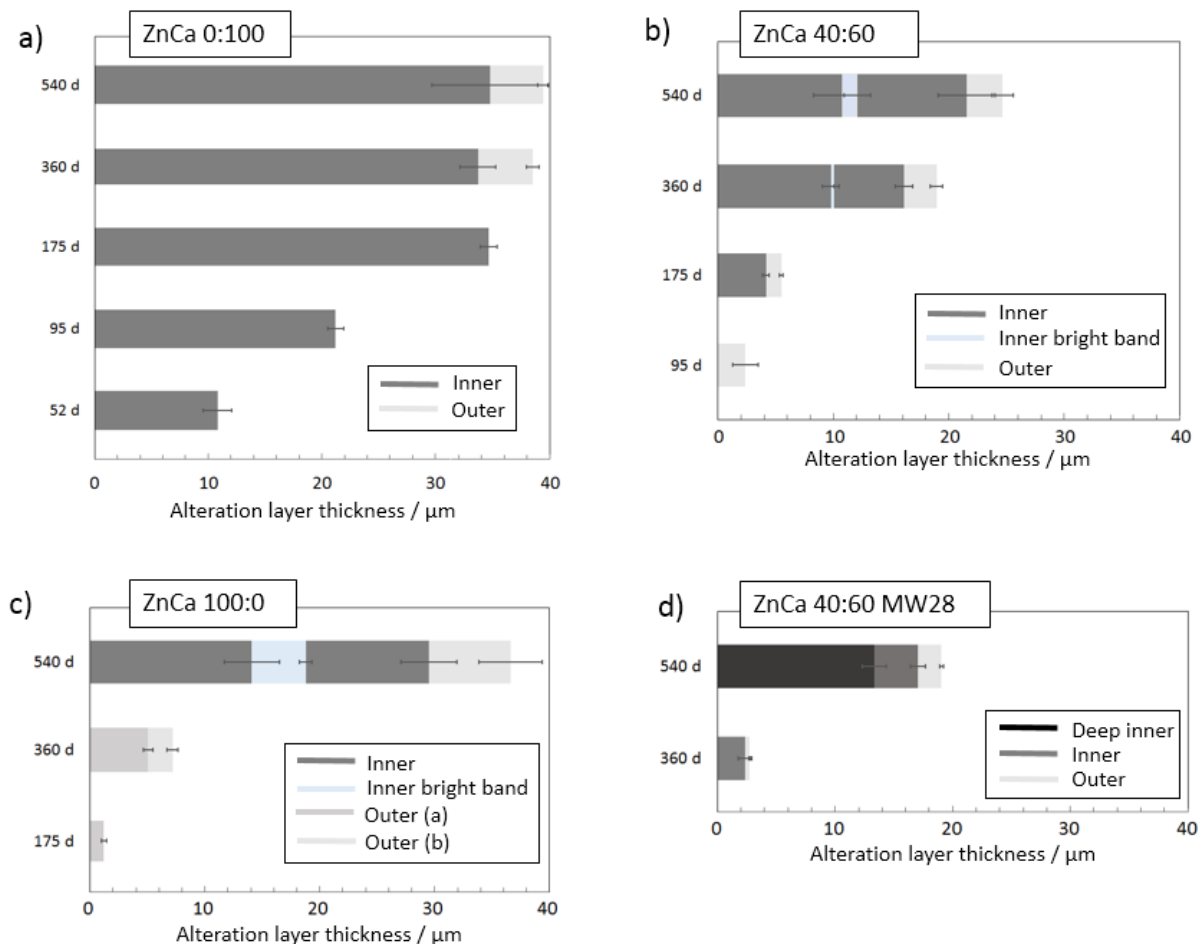 a)
ZnCa 0:100
540 d
360 d
175 d
95 d
52 d
Inner
Outer
0 10 20 30 40
Alteration layer thickness / μm
b)
ZnCa 40:60
540 d
360 d
175 d
95 d
Inner
Inner bright band
Outer
0 10 20 30 40
Alteration layer thickness / μm
c)
ZnCa 100:0
540 d
360 d
175 d
Inner
Inner bright band
Outer (a)
Outer (b)
0 10 20 30 40
Alteration layer thickness / μm
d)
ZnCa 40:60 MW28
540 d
360 d
Deep inner
Inner
Outer
0 10 20 30 40
Alteration layer thickness / μm